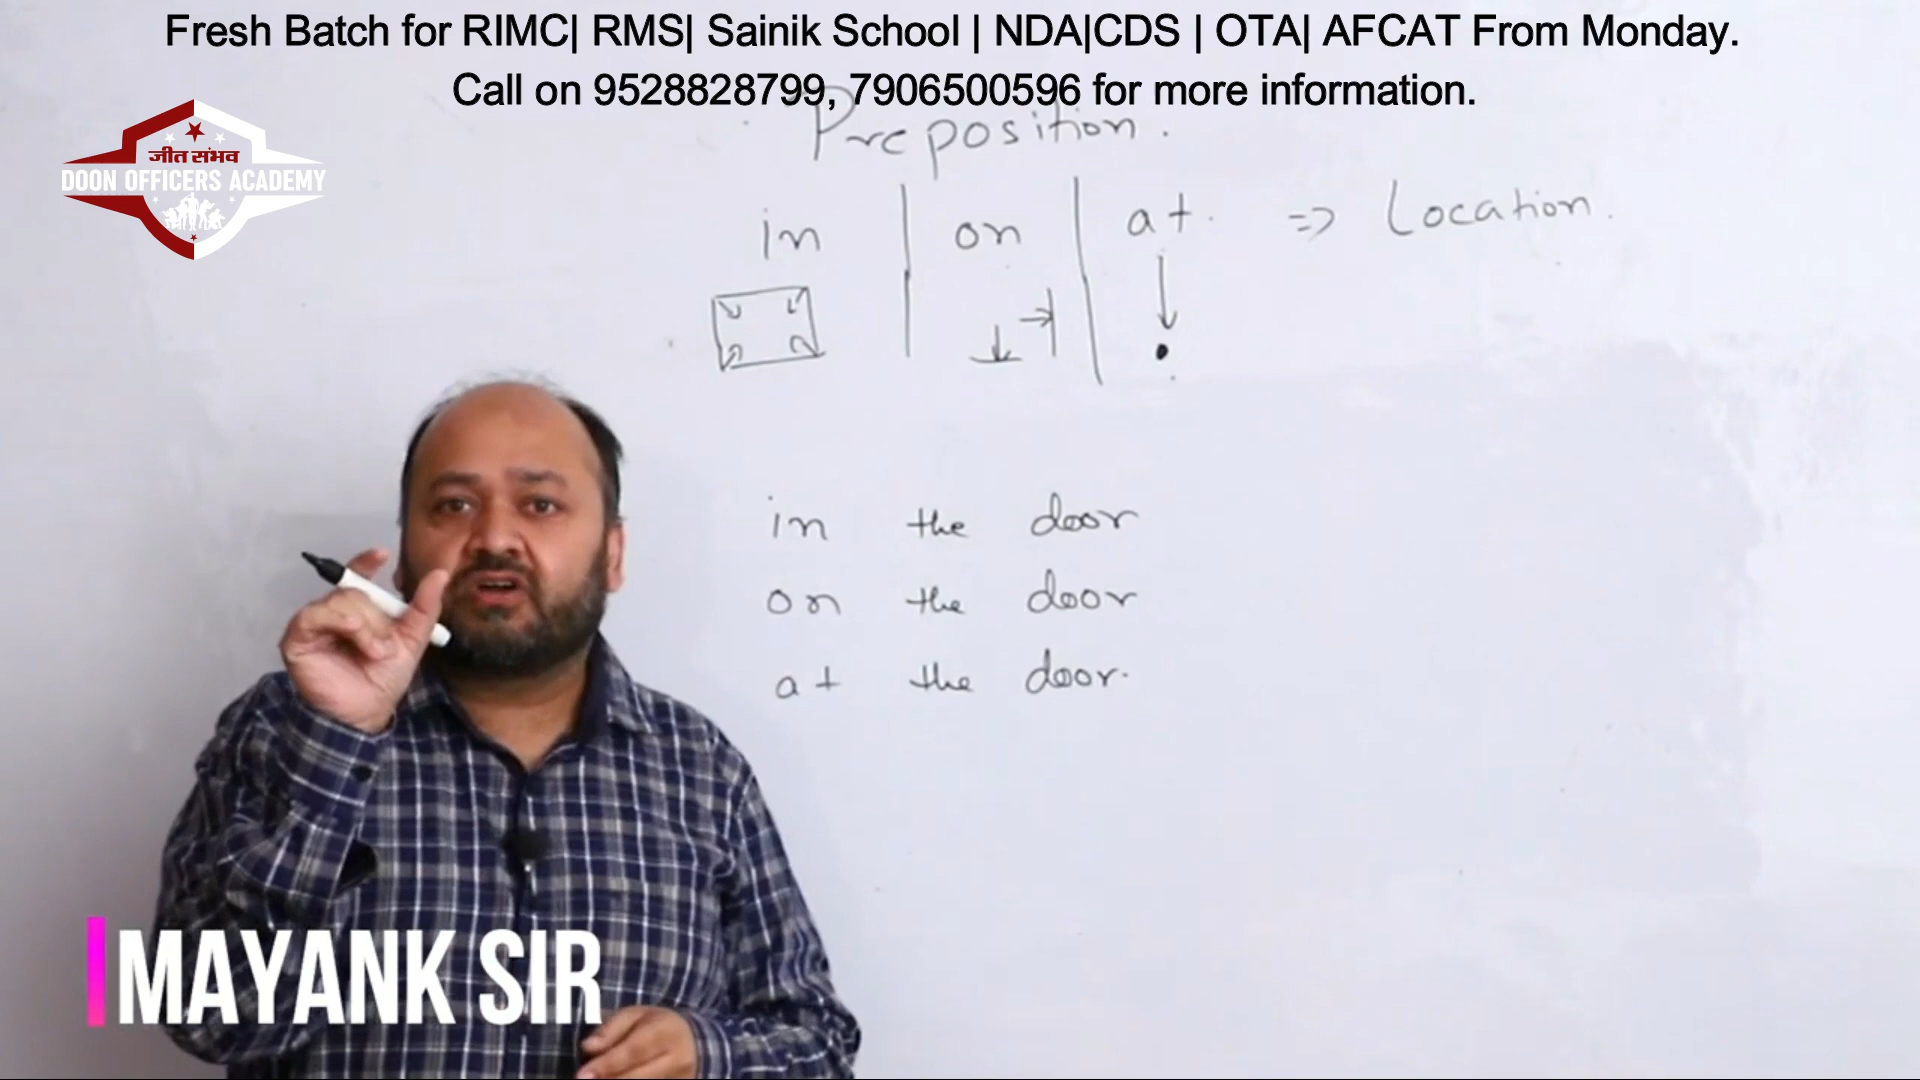 Fresh Batch for RIMC| RMS| Sainik School | NDA|CDS | OTA| AFCAT From Monday.
Call on 9528828799, 7906500596 for more information.
जीत संभव
DOON OFFICERS ACADEMY
Preposition.
in | on | at. => Location.
in the door
on the door
at the door.
MAYANK SIR